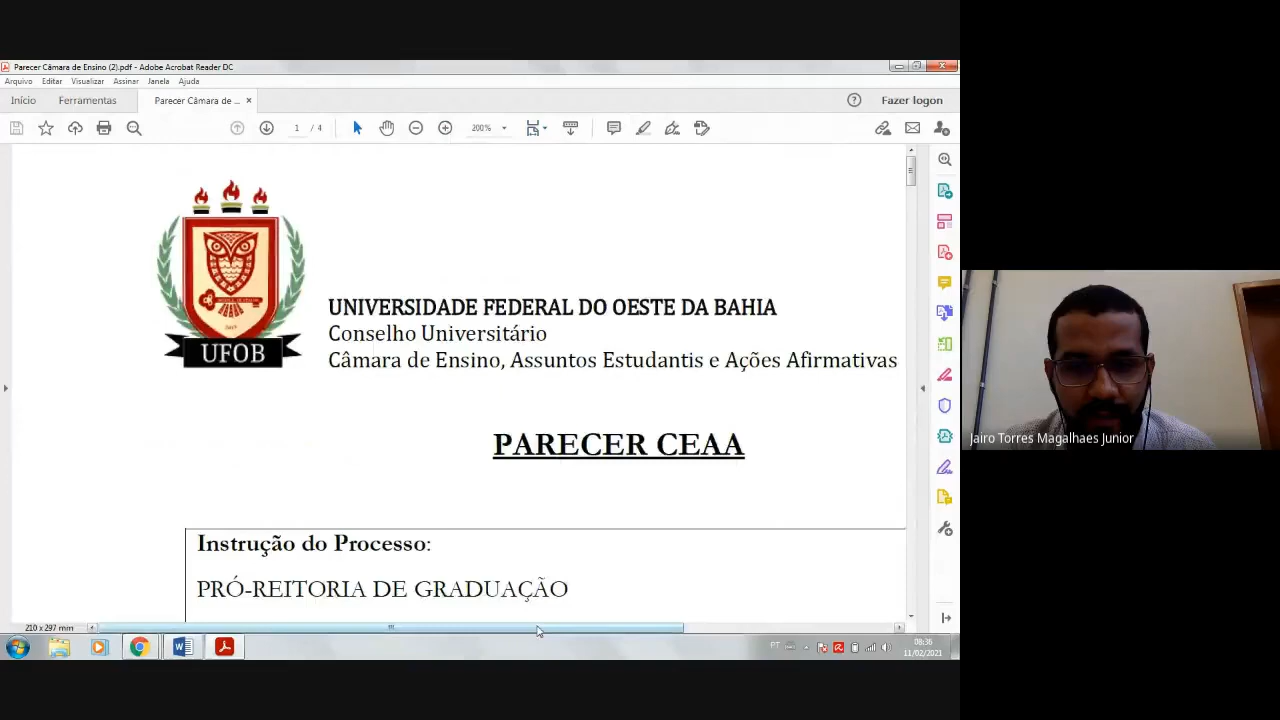 Parecer Câmara de Ensino (2).pdf - Adobe Acrobat Reader DC
Arquivo Editar Visualizar Assinar Janela Ajuda
Início Ferramentas Parecer Câmara de ... × Fazer logon
1 / 4 200%
UFOB
UNIVERSIDADE FEDERAL DO OESTE DA BAHIA
Conselho Universitário
Câmara de Ensino, Assuntos Estudantis e Ações Afirmativas
PARECER CEAA
Instrução do Processo:
PRÓ-REITORIA DE GRADUAÇÃO
Jairo Torres Magalhaes Junior
210 x 297 mm
PT 08:36
11/02/2021